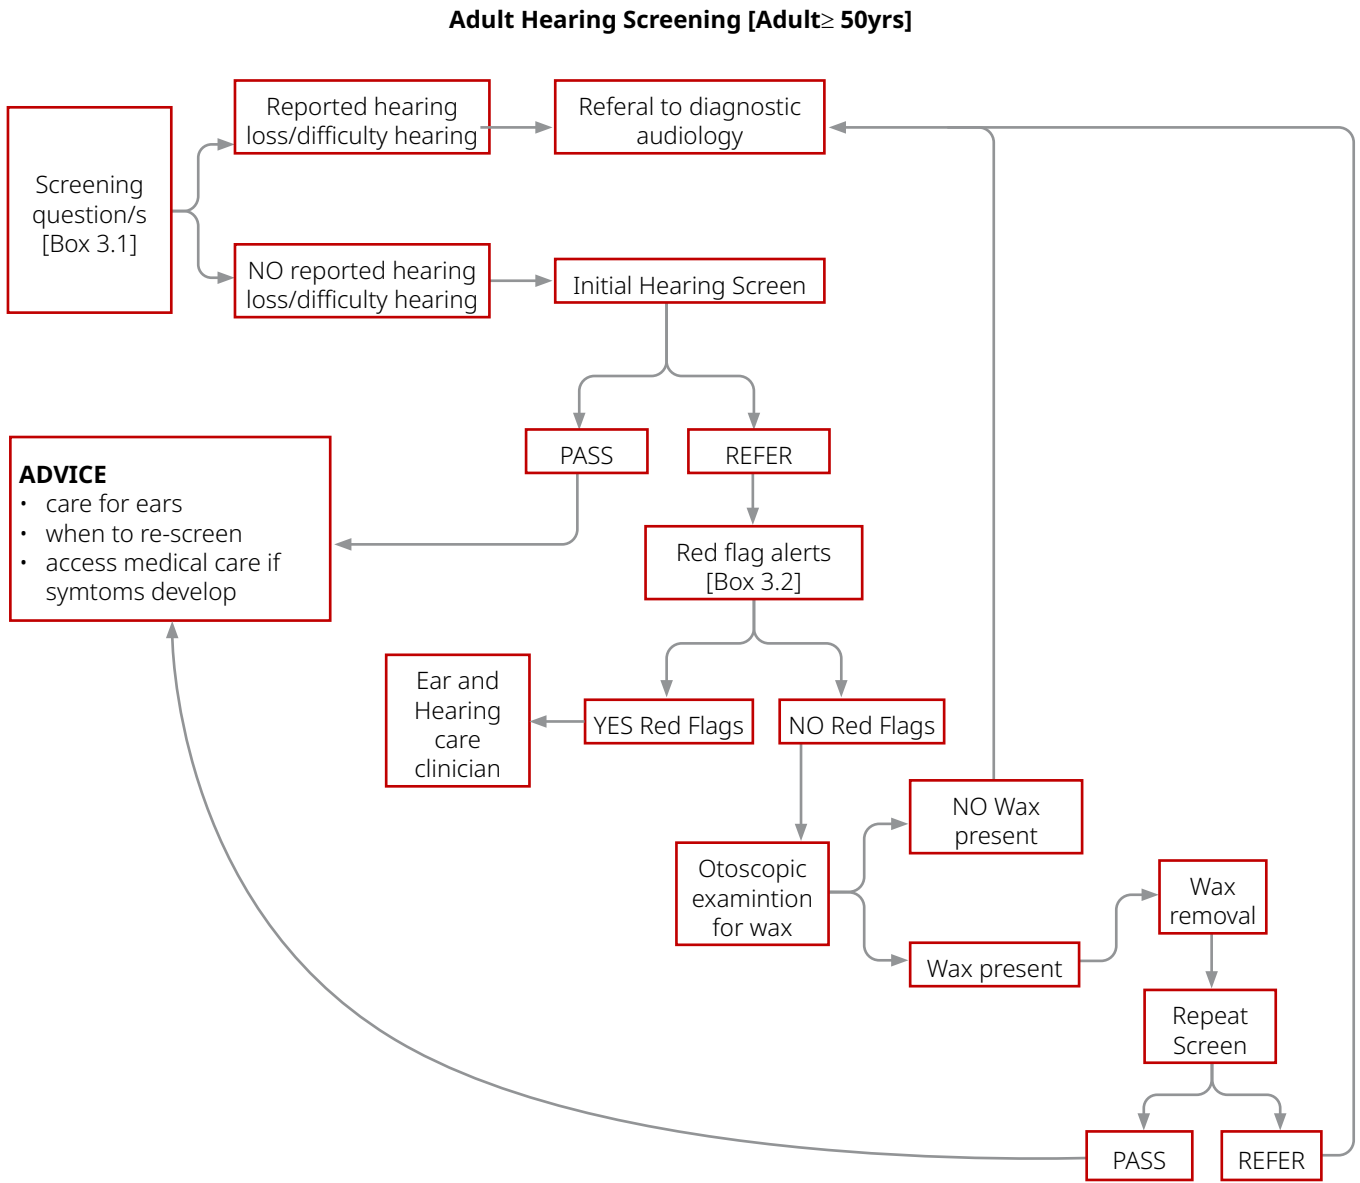 Adult Hearing Screening [Adult≥ 50yrs]
Screening
question/s
[Box 3.1]
Reported hearing
loss/difficulty hearing
Referal to diagnostic
audiology
NO reported hearing
loss/difficulty hearing
Initial Hearing Screen
PASS
REFER
ADVICE
• care for ears
• when to re-screen
• access medical care if
symtoms develop
Red flag alerts
[Box 3.2]
Ear and
Hearing
care
clinician
YES Red Flags
NO Red Flags
NO Wax
present
Otoscopic
examintion
for wax
Wax present
Wax
removal
Repeat
Screen
PASS
REFER